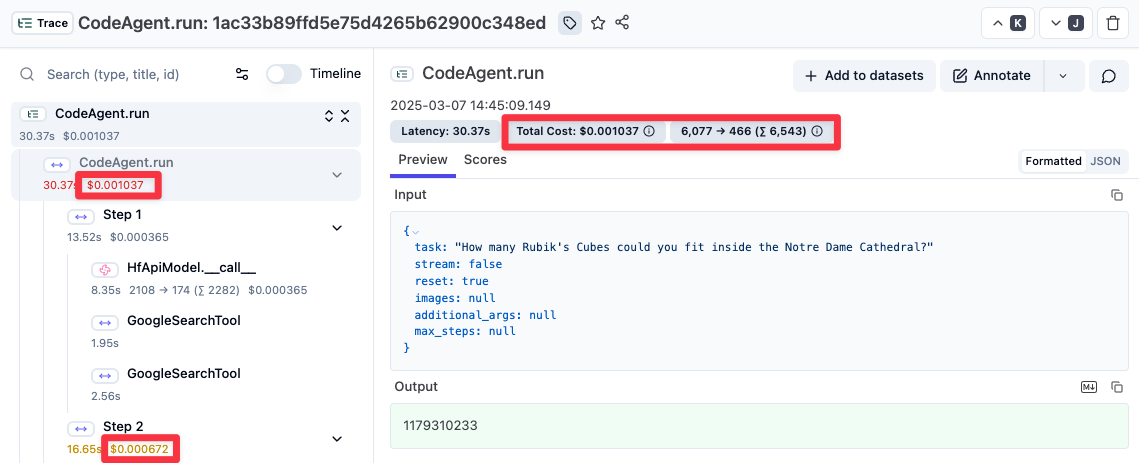 Trace CodeAgent.run: 1ac33b89ffd5e75d4265b62900c348ed K J
Search (type, title, id) Timeline
CodeAgent.run
30.37s $0.001037
CodeAgent.run
30.37s $0.001037
Step 1
13.52s $0.000365
HfApiModel.__call__
8.35s 2108 → 174 (∑ 2282) $0.000365
GoogleSearchTool
1.95s
GoogleSearchTool
2.56s
Step 2
16.65s $0.000672
CodeAgent.run + Add to datasets Annotate
2025-03-07 14:45:09.149
Latency: 30.37s Total Cost: $0.001037 6,077 → 466 (∑ 6,543)
Preview Scores Formatted JSON
Input
{
task: "How many Rubik's Cubes could you fit inside the Notre Dame Cathedral?"
stream: false
reset: true
images: null
additional_args: null
max_steps: null
}
Output M↓
1179310233